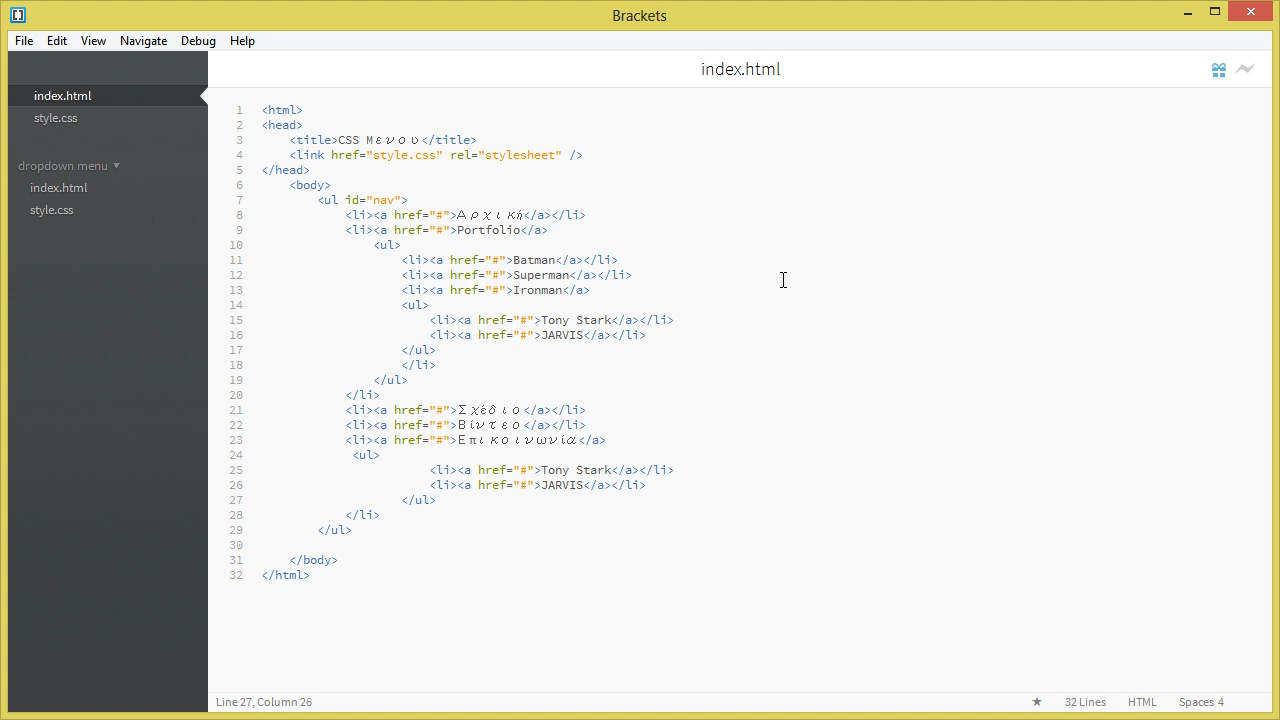 Brackets
File Edit View Navigate Debug Help
index.html
style.css
dropdown menu
index.html
style.css
index.html
1 <html>
2 <head>
3     <title>CSS Μενου</title>
4     <link href="style.css" rel="stylesheet" />
5 </head>
6     <body>
7         <ul id="nav">
8             <li><a href="#">Αρχική</a></li>
9             <li><a href="#">Portfolio</a>
10                 <ul>
11                     <li><a href="#">Batman</a></li>
12                     <li><a href="#">Superman</a></li>
13                     <li><a href="#">Ironman</a>
14                     <ul>
15                         <li><a href="#">Tony Stark</a></li>
16                         <li><a href="#">JARVIS</a></li>
17                     </ul>
18                     </li>
19                 </ul>
20             </li>
21             <li><a href="#">Σχέδιο</a></li>
22             <li><a href="#">Βίντεο</a></li>
23             <li><a href="#">Επικοινωνία</a>
24              <ul>
25                         <li><a href="#">Tony Stark</a></li>
26                         <li><a href="#">JARVIS</a></li>
27                     </ul>
28             </li>
29         </ul>
30
31     </body>
32 </html>
Line 27, Column 26
32 Lines HTML Spaces 4